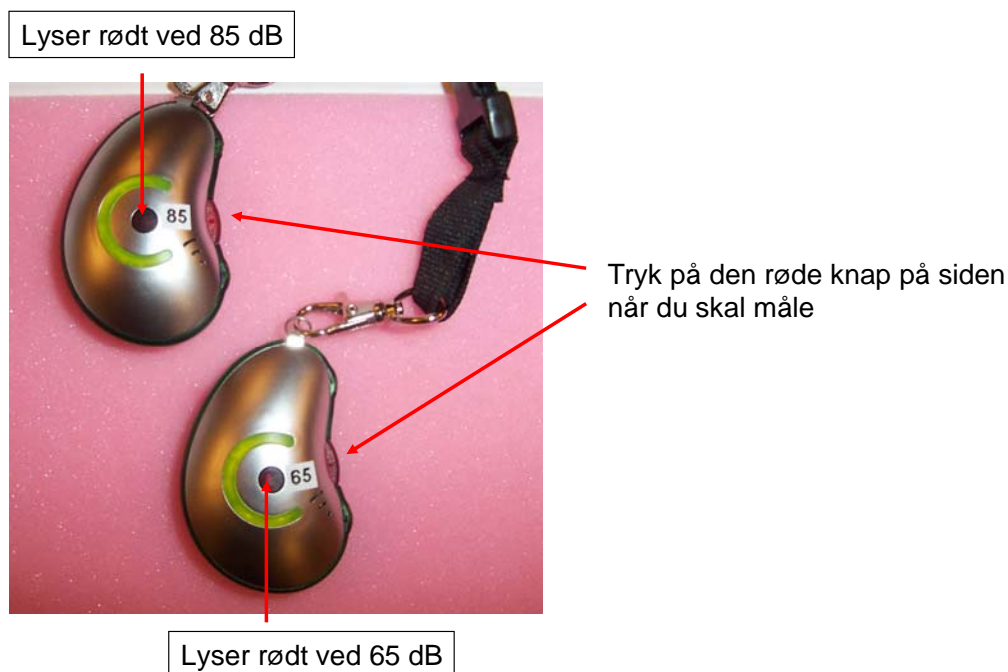 Lyser rødt ved 85 dB
85
Tryk på den røde knap på siden
når du skal måle
65
Lyser rødt ved 65 dB